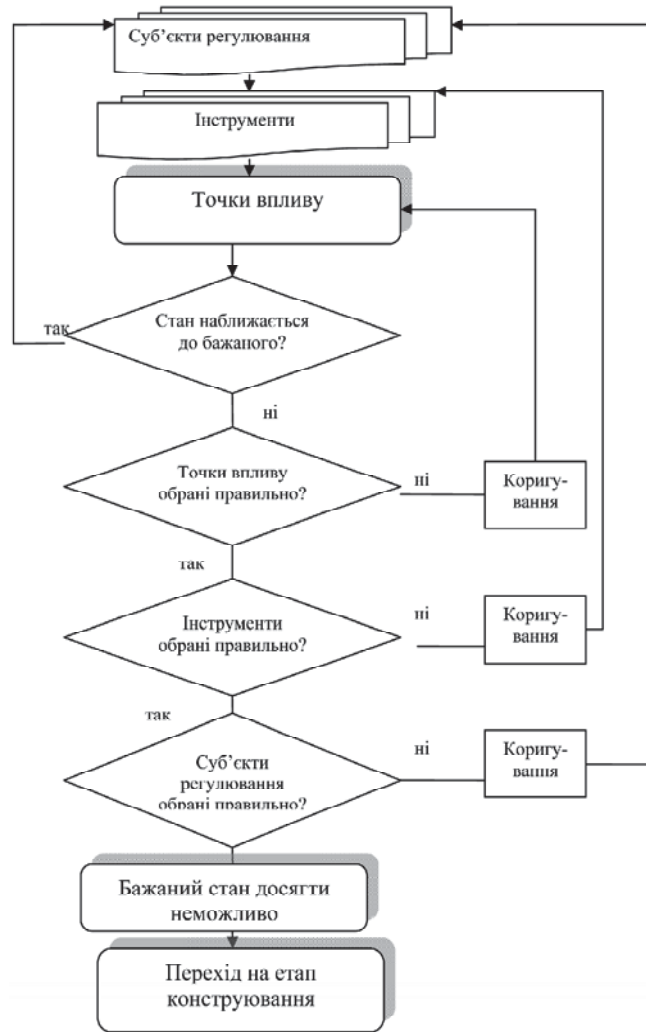 Суб’єкти регулювання
Інструменти
Точки впливу
Стан наближається
до бажаного?
так
ні
Точки впливу
обрані правильно?
ні
Коригу-
вання
так
Інструменти
обрані правильно?
ні
Коригу-
вання
так
Суб’єкти
регулювання
обрані правильно?
ні
Коригу-
вання
Бажаний стан досягти
неможливо
Перехід на етап
конструювання